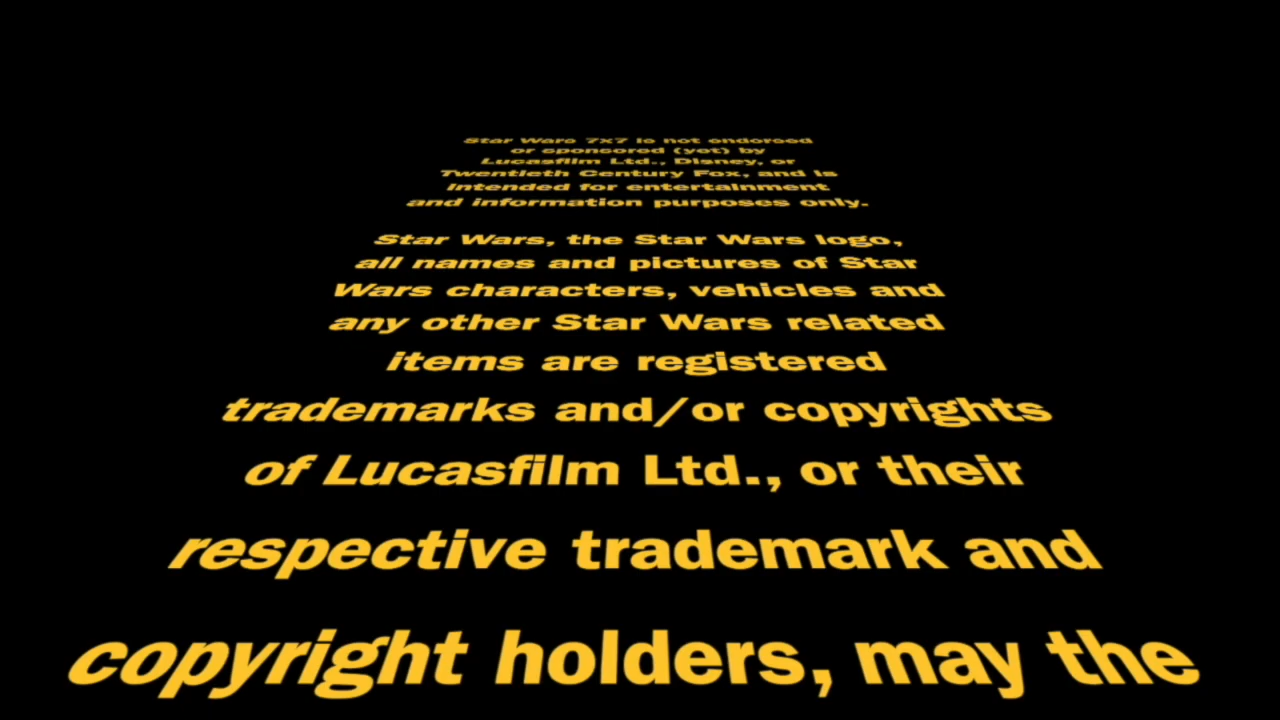 Star Wars 7x7 is not endorsed
or sponsored (yet) by
Lucasfilm Ltd., Disney, or
Twentieth Century Fox, and is
intended for entertainment
and information purposes only.
Star Wars, the Star Wars logo,
all names and pictures of Star
Wars characters, vehicles and
any other Star Wars related
items are registered
trademarks and/or copyrights
of Lucasfilm Ltd., or their
respective trademark and
copyright holders, may the